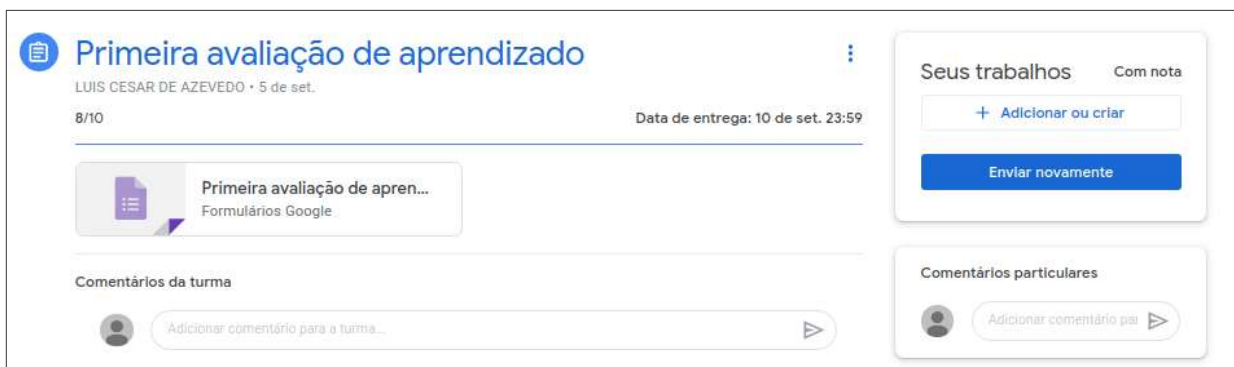 Primeira avaliação de aprendizado
LUIS CESAR DE AZEVEDO • 5 de set.
8/10
Data de entrega: 10 de set. 23:59
Primeira avaliação de apren...
Formulários Google
Comentários da turma
Adicionar comentário para a turma...
Seus trabalhos
Com nota
+ Adicionar ou criar
Enviar novamente
Comentários particulares
Adicionar comentário par